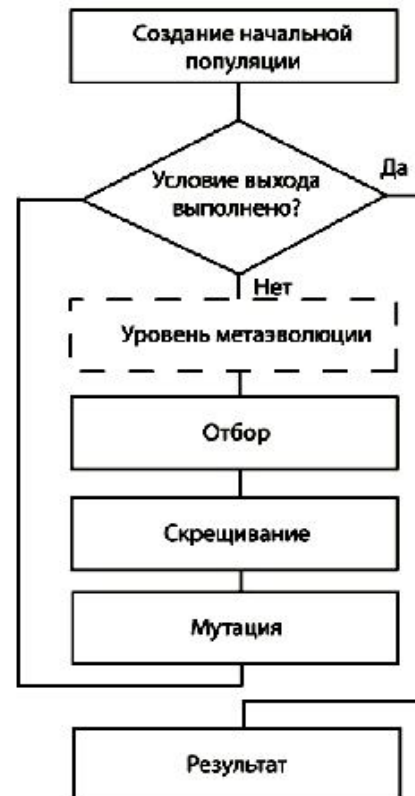 Создание начальной
популяции
Условие выхода
выполнено?
Да
Нет
Уровень метаэволюции
Отбор
Скрещивание
Мутация
Результат